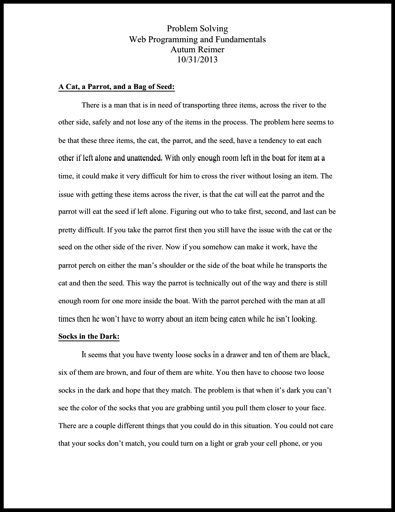 Problem Solving
Web Programming and Fundamentals
Autum Reimer
10/31/2013
A Cat, a Parrot, and a Bag of Seed:
There is a man that is in need of transporting three items, across the river to the
other side, safely and not lose any of the items in the process. The problem here seems to
be that these three items, the cat, the parrot, and the seed, have a tendency to eat each
other if left alone and unattended. With only enough room left in the boat for item at a
time, it could make it very difficult for him to cross the river without losing an item. The
issue with getting these items across the river, is that the cat will eat the parrot and the
parrot will eat the seed if left alone. Figuring out who to take first, second, and last can be
pretty difficult. If you take the parrot first then you still have the issue with the cat or the
seed on the other side of the river. Now if you somehow can make it work, have the
parrot perch on either the man's shoulder or the side of the boat while he transports the
cat and then the seed. This way the parrot is technically out of the way and there is still
enough room for one more inside the boat. With the parrot perched with the man at all
times then he won't have to worry about an item being eaten while he isn't looking.
Socks in the Dark:
It seems that you have twenty loose socks in a drawer and ten of them are black,
six of them are brown, and four of them are white. You then have to choose two loose
socks in the dark and hope that they match. The problem is that when it's dark you can't
see the color of the socks that you are grabbing until you pull them closer to your face.
There are a couple different things that you could do in this situation. You could not care
that your socks don't match, you could turn on a light or grab your cell phone, or you